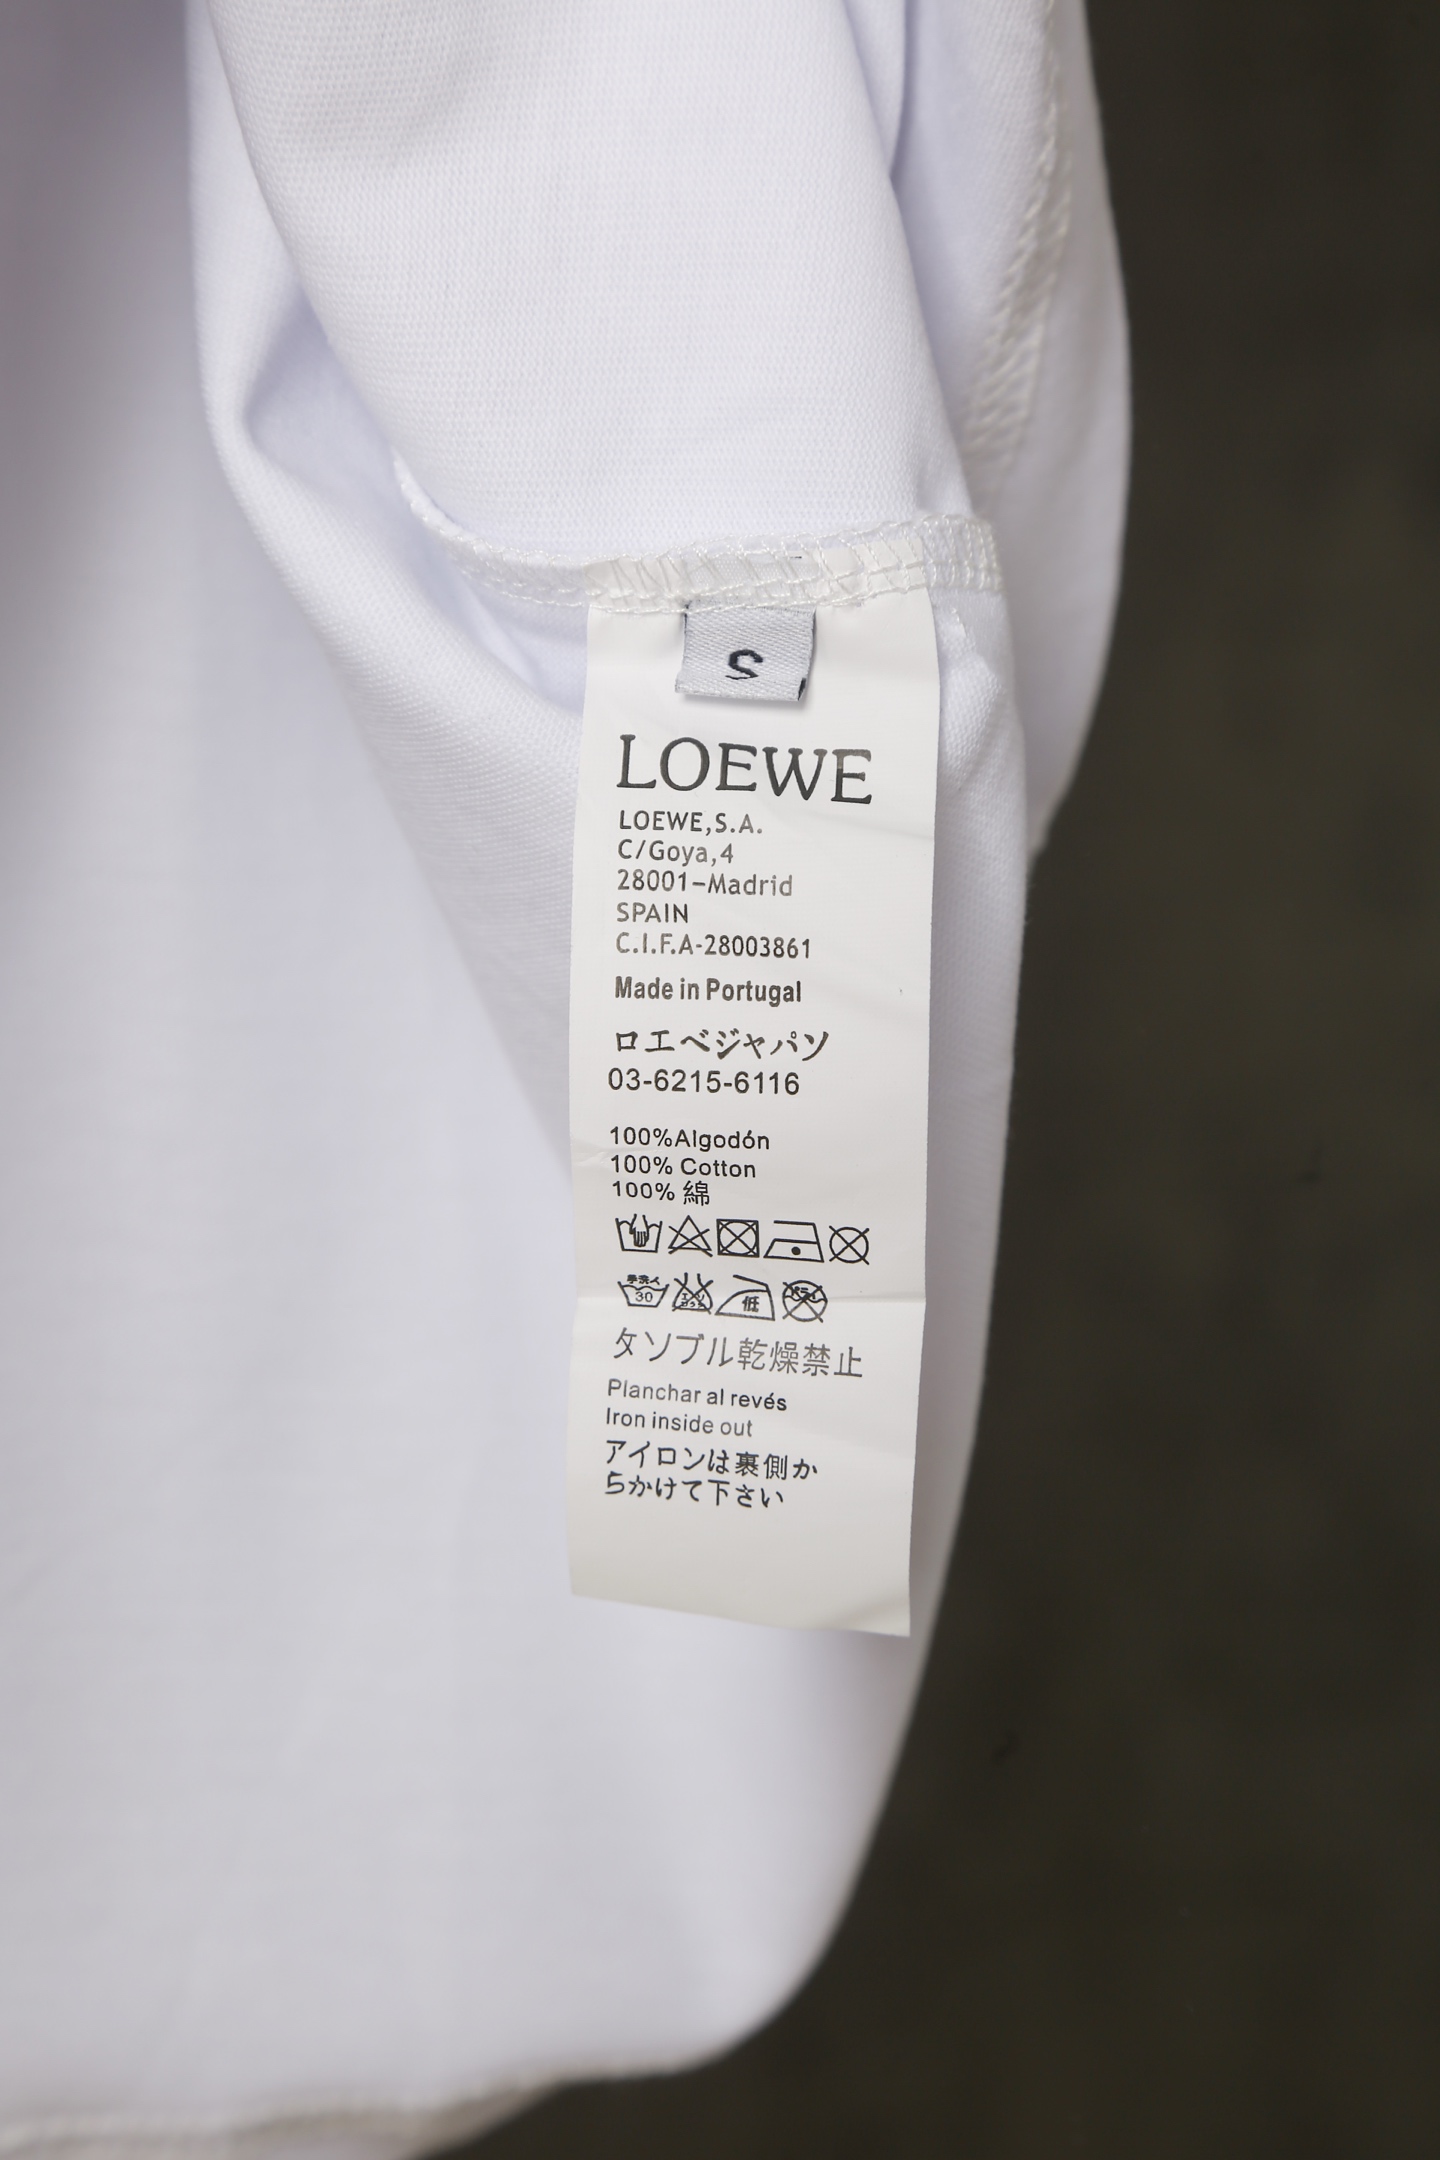 S
LOEWE
LOEWE,S.A.
C/Goya,4
28001-Madrid
SPAIN
C.I.F.A-28003861
Made in Portugal
ロエベジャパソ
03-6215-6116
100%Algodón
100% Cotton
100% 綿
30 低
タソブル乾燥禁止
Planchar al revés
Iron inside out
アイロンは裏側か
らかけて下さい